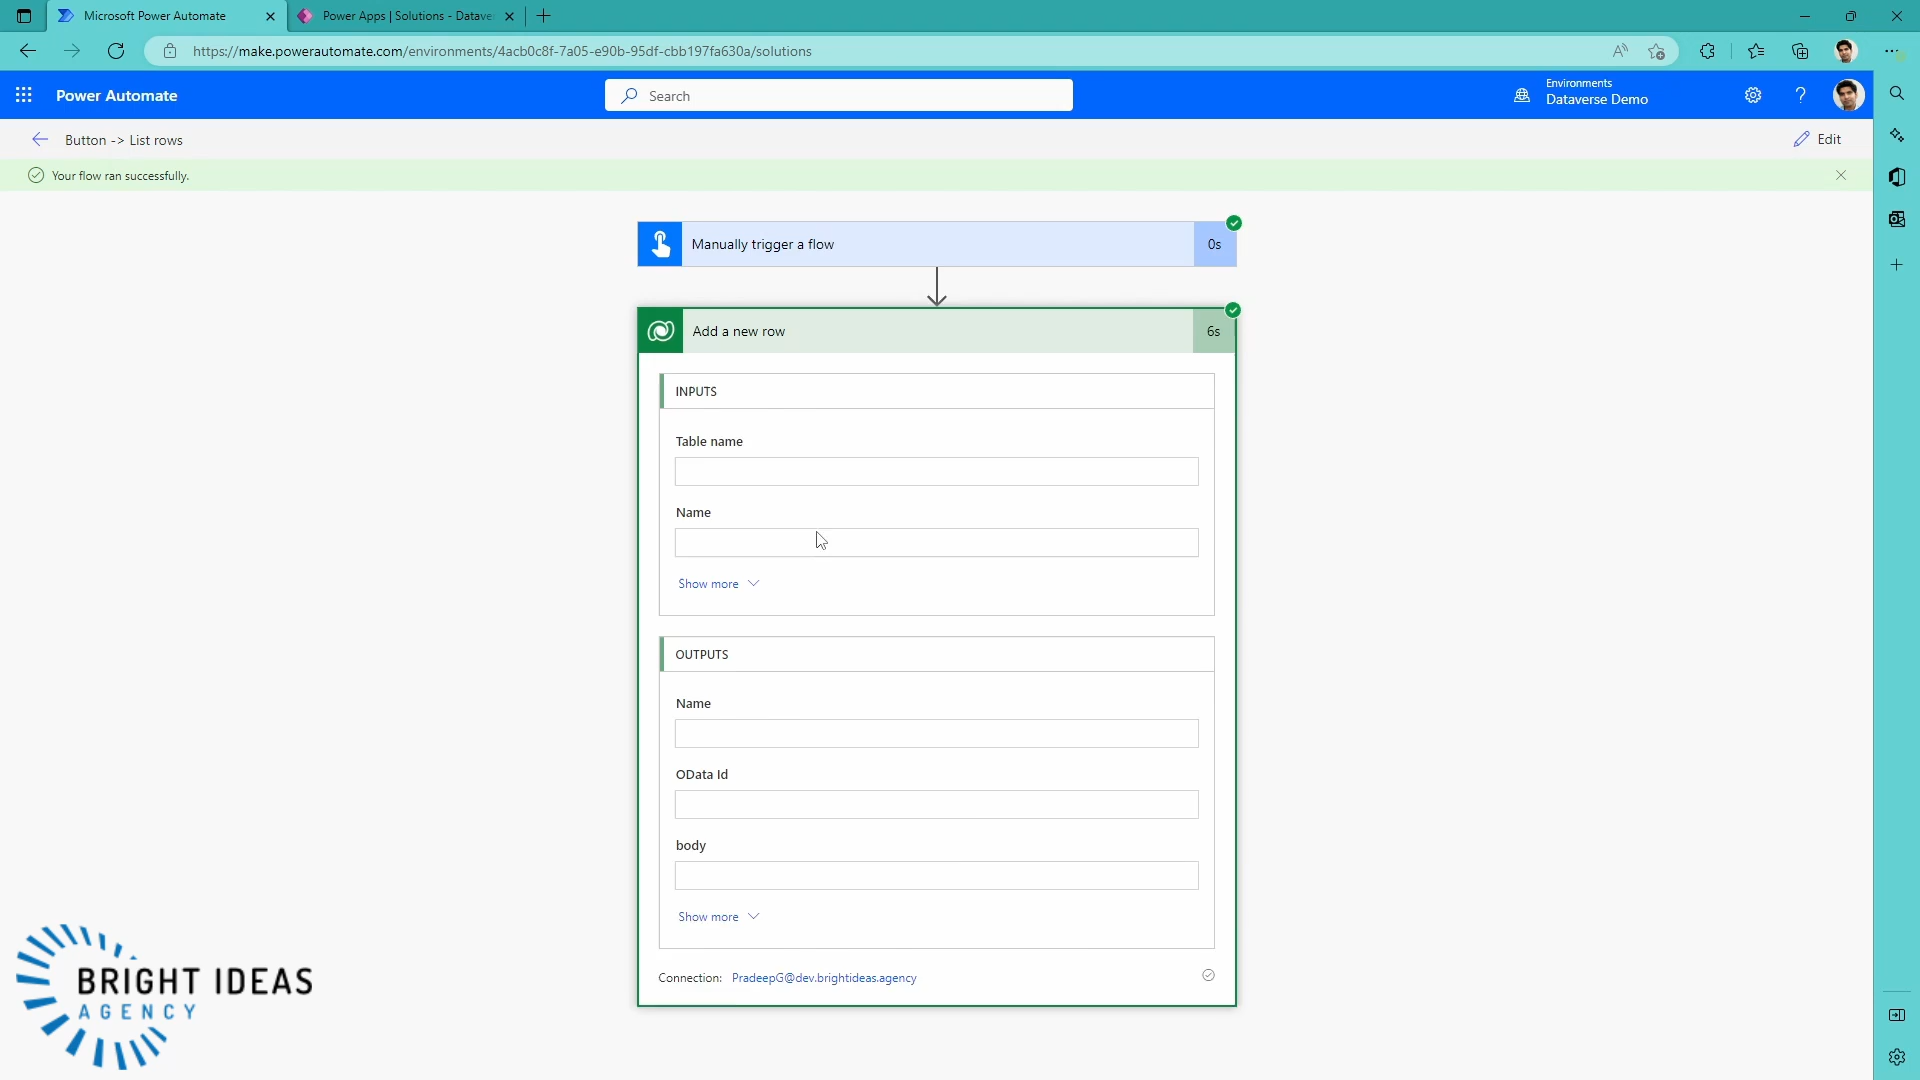 Microsoft Power Automate
Power Apps | Solutions - Datave
https://make.powerautomate.com/environments/4acb0c8f-7a05-e90b-95df-cbb197fa630a/solutions
Power Automate
Search
Environments
Dataverse Demo
Button -> List rows
Edit
Your flow ran successfully.
Manually trigger a flow
0s
Add a new row
6s
INPUTS
Table name
Name
Show more
OUTPUTS
Name
OData Id
body
Show more
Connection: PradeepG@dev.brightideas.agency
BRIGHT IDEAS
AGENCY